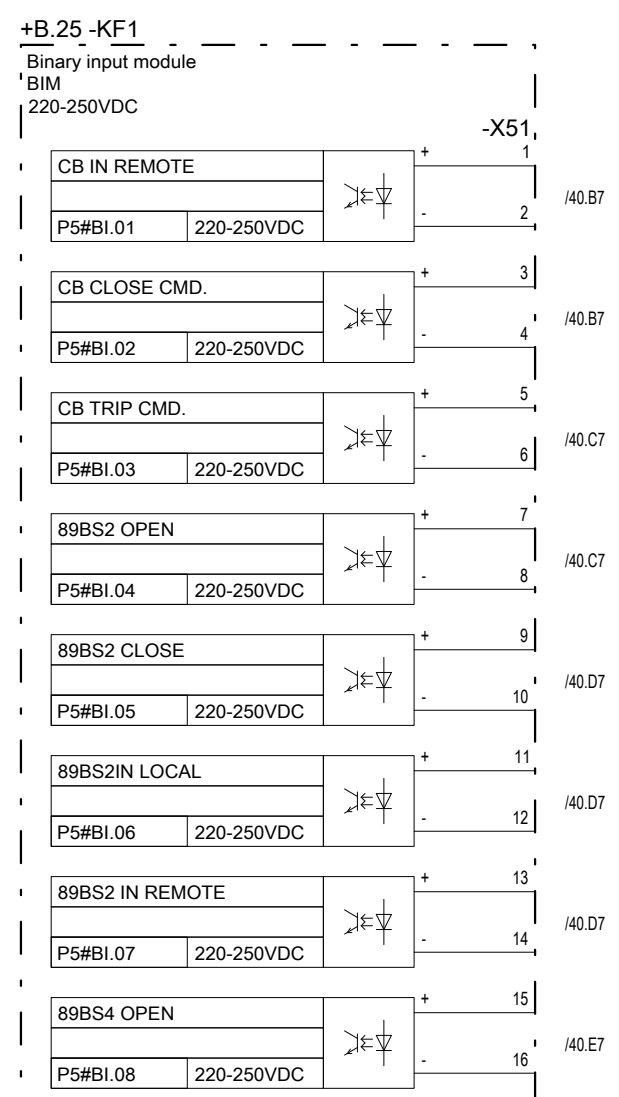 +B.25 -KF1
Binary input module
BIM
220-250VDC
-X51
CB IN REMOTE
+ 1
/40.B7
P5#BI.01 220-250VDC
- 2
CB CLOSE CMD.
+ 3
/40.B7
P5#BI.02 220-250VDC
- 4
CB TRIP CMD.
+ 5
/40.C7
P5#BI.03 220-250VDC
- 6
89BS2 OPEN
+ 7
/40.C7
P5#BI.04 220-250VDC
- 8
89BS2 CLOSE
+ 9
/40.D7
P5#BI.05 220-250VDC
- 10
89BS2IN LOCAL
+ 11
/40.D7
P5#BI.06 220-250VDC
- 12
89BS2 IN REMOTE
+ 13
/40.D7
P5#BI.07 220-250VDC
- 14
89BS4 OPEN
+ 15
/40.E7
P5#BI.08 220-250VDC
- 16